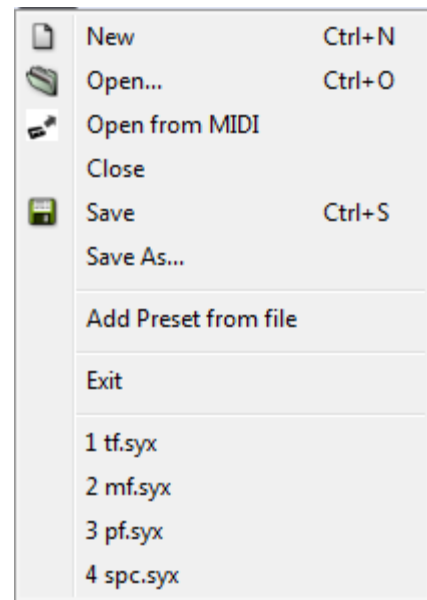 New Ctrl+N
Open... Ctrl+O
Open from MIDI
Close
Save Ctrl+S
Save As...
Add Preset from file
Exit
1 tf.syx
2 mf.syx
3 pf.syx
4 spc.syx